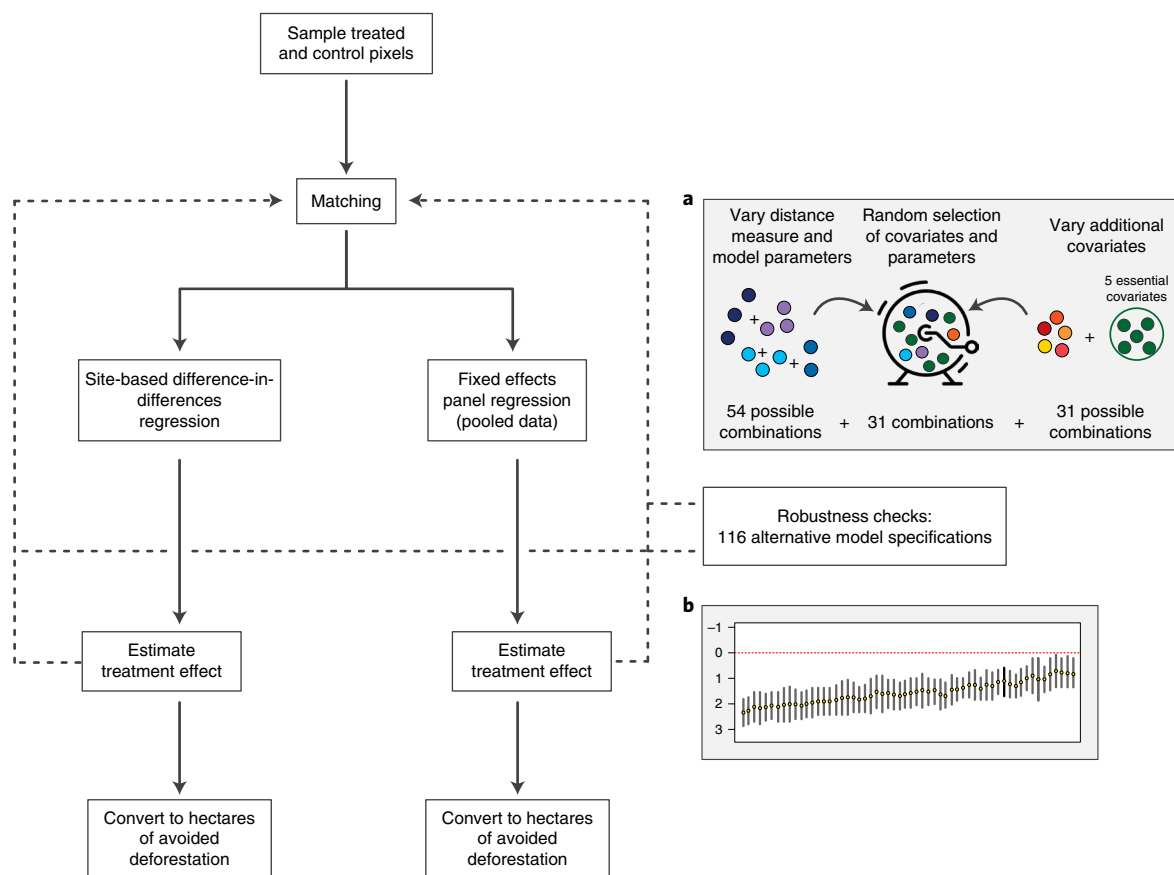 Sample treated
and control pixels
Matching
Site-based difference-in-
differences regression
Fixed effects
panel regression
(pooled data)
Estimate
treatment effect
Estimate
treatment effect
Convert to hectares
of avoided
deforestation
Convert to hectares
of avoided
deforestation
a
Vary distance
measure and
model parameters
Random selection
of covariates and
parameters
Vary additional
covariates
5 essential
covariates
+
+
+
+
+
54 possible
combinations
+
31 combinations
+
31 possible
combinations
Robustness checks:
116 alternative model specifications
b
–1
0
1
2
3